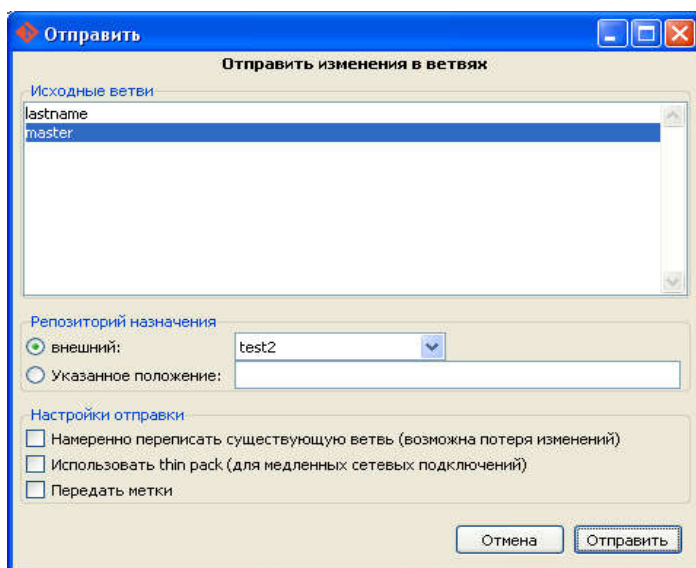 Отправить
Отправить изменения в ветвях
Исходные ветви
lastname
master
Репозиторий назначения
внешний: test2
Указанное положение:
Настройки отправки
Намеренно переписать существующую ветвь (возможна потеря изменений)
Использовать thin pack (для медленных сетевых подключений)
Передать метки
Отмена Отправить